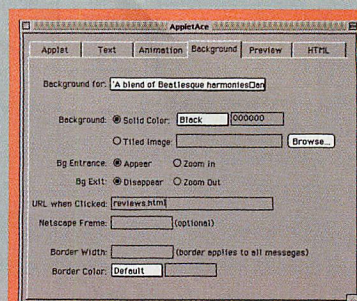 AppletAce
Applet Text Animation Background Preview HTML
Background for: 'A blend of Beatlesque harmonies□an
Background: Solid Color: Black 000000
Tiled Image: Browse...
Bg Entrance: Appear Zoom In
Bg Exit: Disappear Zoom Out
URL when Clicked: reviews.html
Netscape Frame: (optional)
Border Width: (border applies to all messages)
Border Color: Default